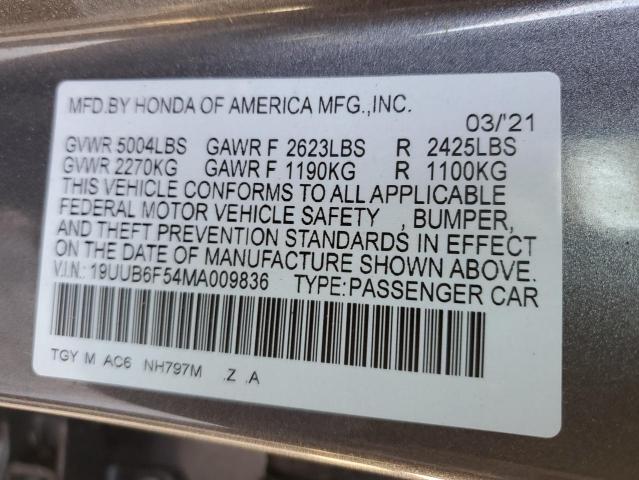 MFD.BY HONDA OF AMERICA MFG.,INC.
03/'21
GVWR 5004LBS GAWR F 2623LBS R 2425LBS
GVWR 2270KG GAWR F 1190KG R 1100KG
THIS VEHICLE CONFORMS TO ALL APPLICABLE
FEDERAL MOTOR VEHICLE SAFETY , BUMPER,
AND THEFT PREVENTION STANDARDS IN EFFECT
ON THE DATE OF MANUFACTURE SHOWN ABOVE.
V.I.N.: 19UUB6F54MA009836 TYPE:PASSENGER CAR
TGY M AC6 NH797M .Z .A